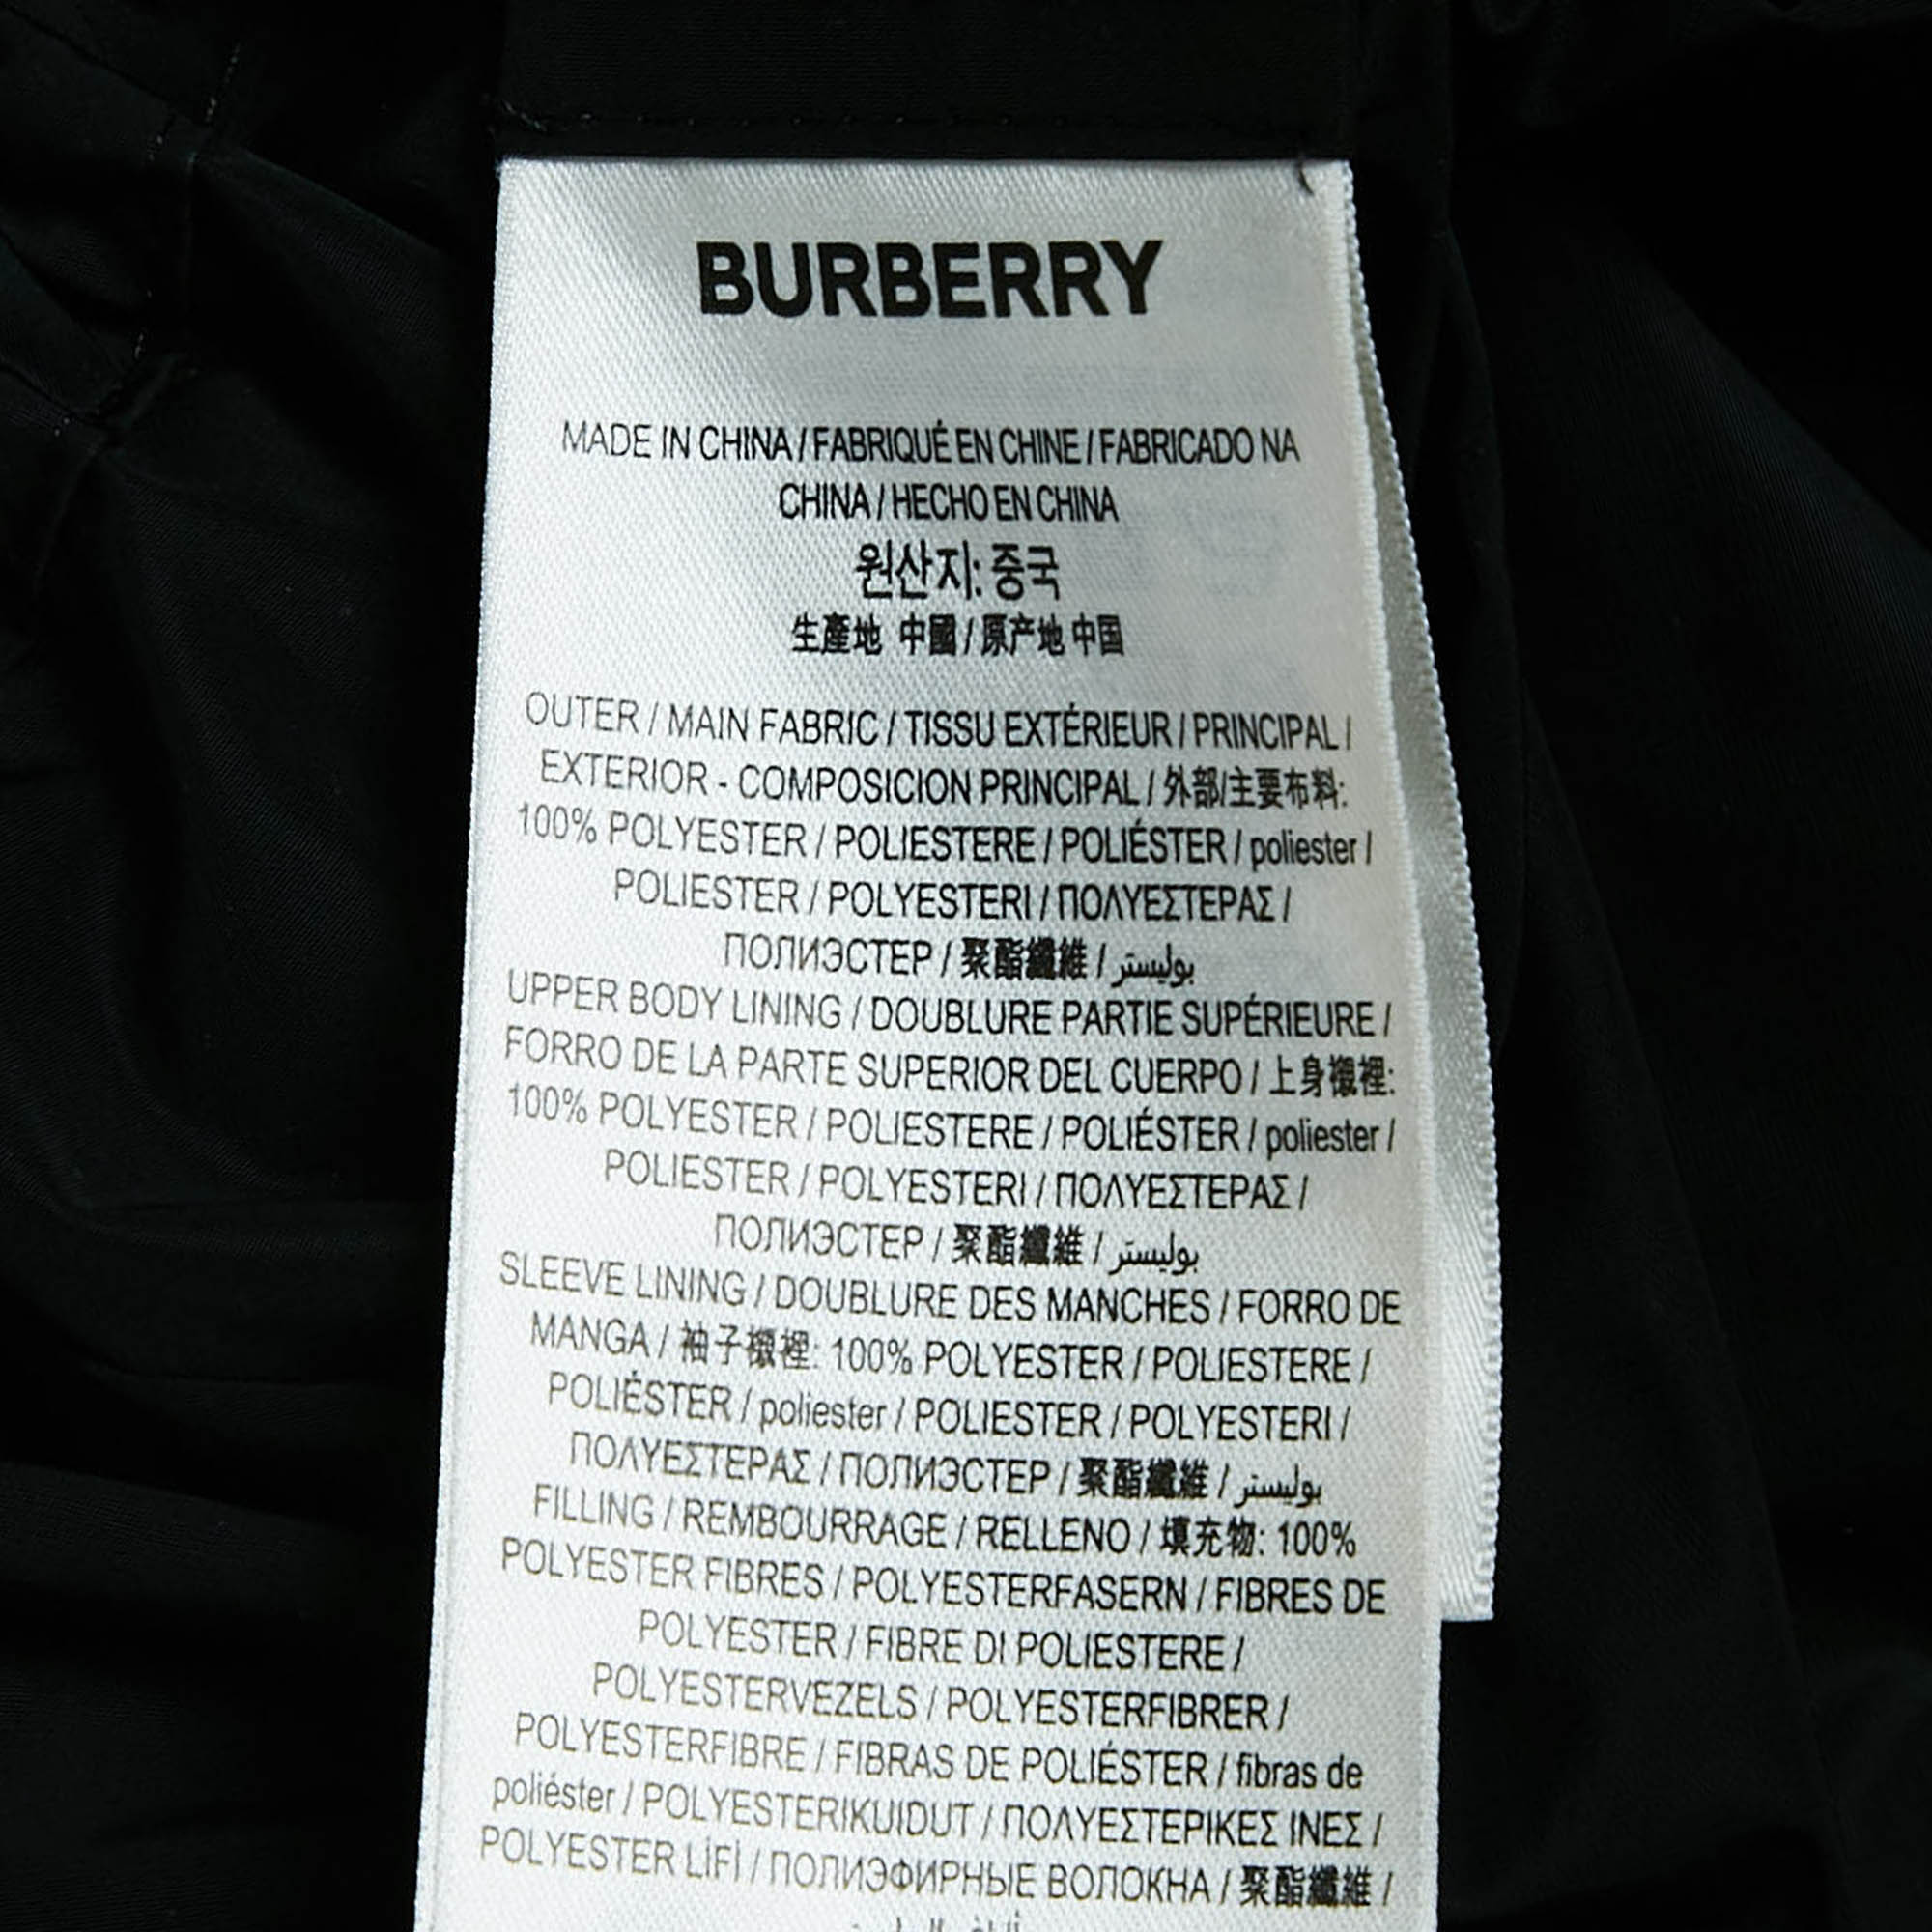 BURBERRY
MADE IN CHINA / FABRIQUÉ EN CHINE / FABRICADO NA
CHINA / HECHO EN CHINA
원산지: 중국
生產地 中國 / 原产地 中国
OUTER / MAIN FABRIC / TISSU EXTÉRIEUR / PRINCIPAL /
EXTERIOR - COMPOSICION PRINCIPAL / 外部/主要布料:
100% POLYESTER / POLIESTERE / POLIÉSTER / poliester /
POLIESTER / POLYESTERI / ΠΟΛΥΕΣΤΕΡΑΣ /
ПОЛИЭСТЕР / 聚酯纖維 / بوليستر
UPPER BODY LINING / DOUBLURE PARTIE SUPÉRIEURE /
FORRO DE LA PARTE SUPERIOR DEL CUERPO / 上身襯裡:
100% POLYESTER / POLIESTERE / POLIÉSTER / poliester /
POLIESTER / POLYESTERI / ΠΟΛΥΕΣΤΕΡΑΣ /
ПОЛИЭСТЕР / 聚酯纖維 / بوليستر
SLEEVE LINING / DOUBLURE DES MANCHES / FORRO DE
MANGA / 袖子襯裡: 100% POLYESTER / POLIESTERE /
POLIÉSTER / poliester / POLIESTER / POLYESTERI /
ΠΟΛΥΕΣΤΕΡΑΣ / ПОЛИЭСТЕР / 聚酯纖維 / بوليستر
FILLING / REMBOURRAGE / RELLENO / 填充物: 100%
POLYESTER FIBRES / POLYESTERFASERN / FIBRES DE
POLYESTER / FIBRE DI POLIESTERE /
POLYESTERVEZELS / POLYESTERFIBRER /
POLYESTERFIBRE / FIBRAS DE POLIÉSTER / fibras de
poliéster / POLYESTERIKUIDUT / ΠΟΛΥΕΣΤΕΡΙΚΕΣ ΙΝΕΣ /
POLYESTER LİFİ / ПОЛИЭФИРНЫЕ ВОЛОКНА / 聚酯纖維 /